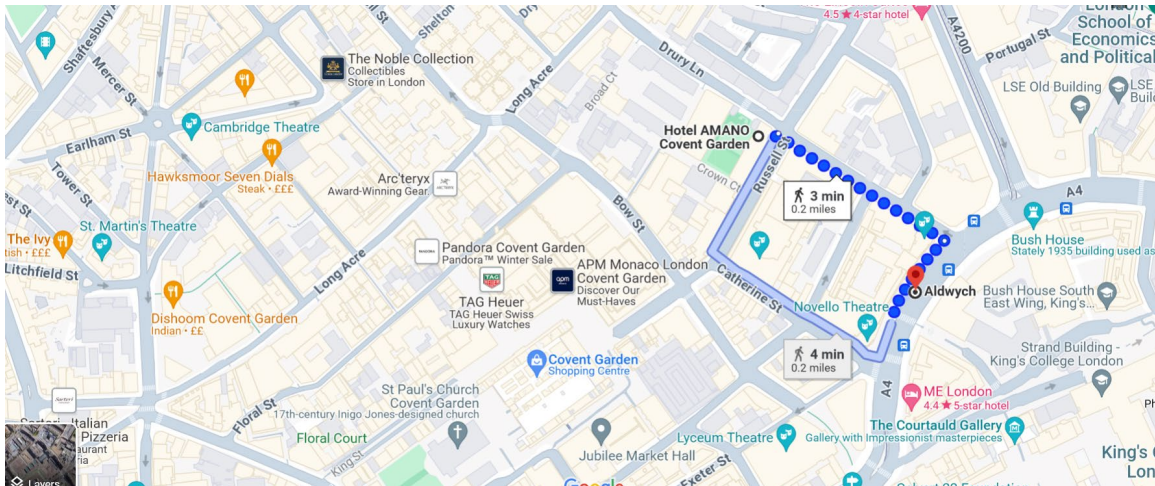 Shaftesbury
Mercer St
Shelton
Dry
4.5 ★ 4-star hotel
A4200
Portugal St
School of
Economics
and Political
LSE Old Building
LSE
The Noble Collection
Collectibles
Store in London
Long Acre
Drury Ln
Broad Ct
Earlham St
Cambridge Theatre
Hotel AMANO
Covent Garden
Russell St
Hawksmoor Seven Dials
Steak • £££
Tower St
Arc'teryx
Award-Winning Gear.
Crown Ct
3 min
0.2 miles
A4
St. Martin's Theatre
The Ivy
tish • £££
Litchfield St
Bow St
Bush House
Stately 1935 building used as
Long Acre
Pandora Covent Garden
Pandora™ Winter Sale
TAG Heuer
TAG Heuer Swiss
Luxury Watches
APM Monaco London
Covent Garden
Discover Our
Must-Haves
Catherine St
Aldwych
Bush House South
East Wing, King's...
Novello Theatre
Dishoom Covent Garden
Indian • ££
4 min
0.2 miles
Strand Building -
King's College London
Covent Garden
Shopping Centre
St Paul's Church
Covent Garden
17th-century Inigo Jones-designed church
A4
ME London
4.4 ★ 5-star hotel
Italian
Pizzeria
Floral St
Floral Court
King St
Jubilee Market Hall
Lyceum Theatre
Exeter St
The Courtauld Gallery
Gallery with Impressionist masterpieces
King's
Layers
Google